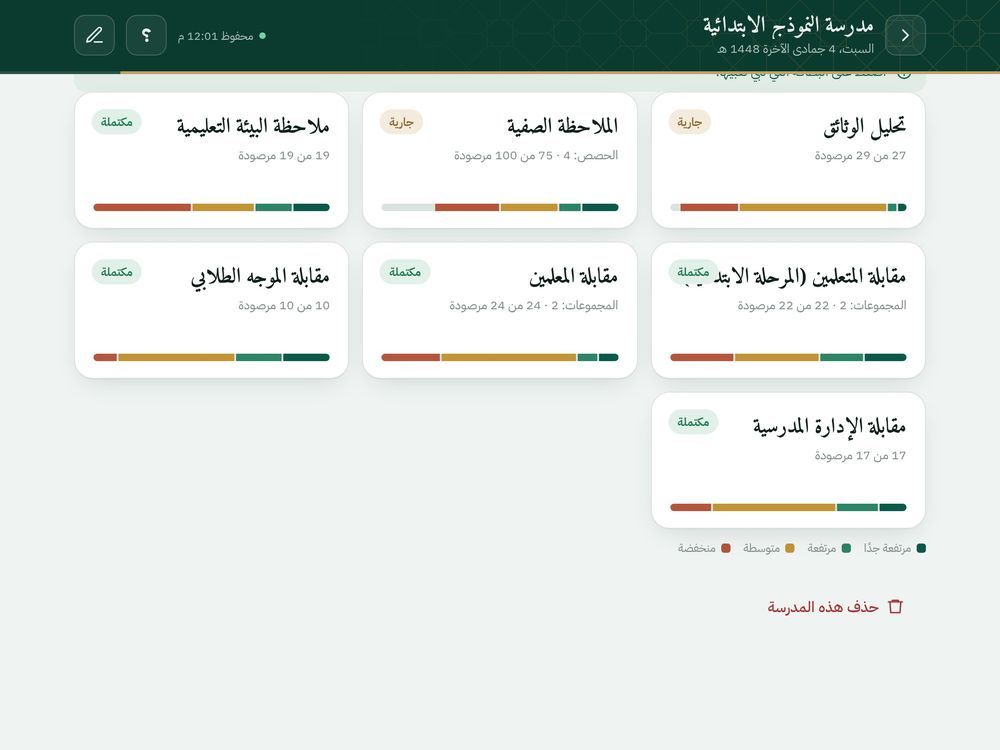 مدرسة النموذج الابتدائية
السبت، 4 جمادى الآخرة 1448 هـ
محفوظ 12:01 م
؟
تحليل الوثائق
جارية
27 من 29 مرصودة
الملاحظة الصفية
جارية
الحصص: 4 · 75 من 100 مرصودة
ملاحظة البيئة التعليمية
مكتملة
19 من 19 مرصودة
مقابلة المتعلمين (المرحلة
مكتملة
المجموعات: 2 · 22 من 22 مرصودة
مقابلة المعلمين
مكتملة
المجموعات: 2 · 24 من 24 مرصودة
مقابلة الموجه الطلابي
مكتملة
10 من 10 مرصودة
مقابلة الإدارة المدرسية
مكتملة
17 من 17 مرصودة
مرتفعة جدًا
مرتفعة
متوسطة
منخفضة
حذف هذه المدرسة